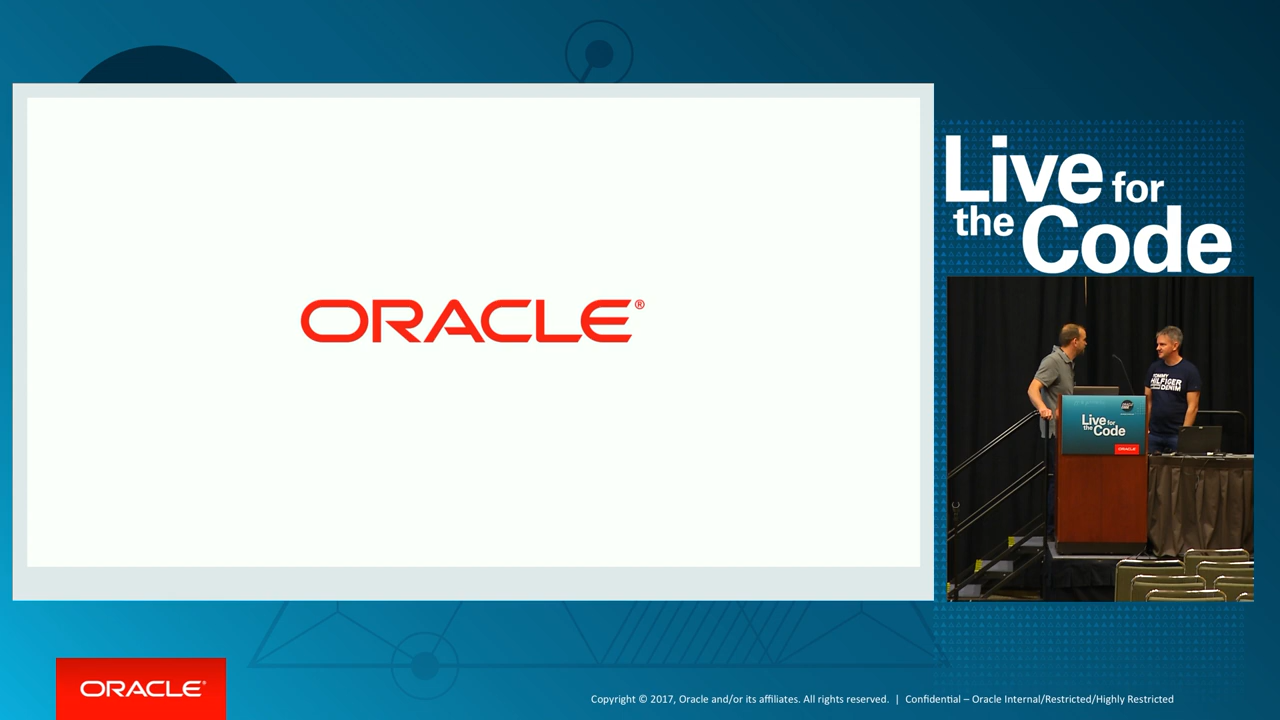 ORACLE®
Live for
the Code
TOMMY
HILFIGER
DENIM
Live for
the Code
ORACLE
ORACLE®
Copyright © 2017, Oracle and/or its affiliates. All rights reserved. | Confidential – Oracle Internal/Restricted/Highly Restricted